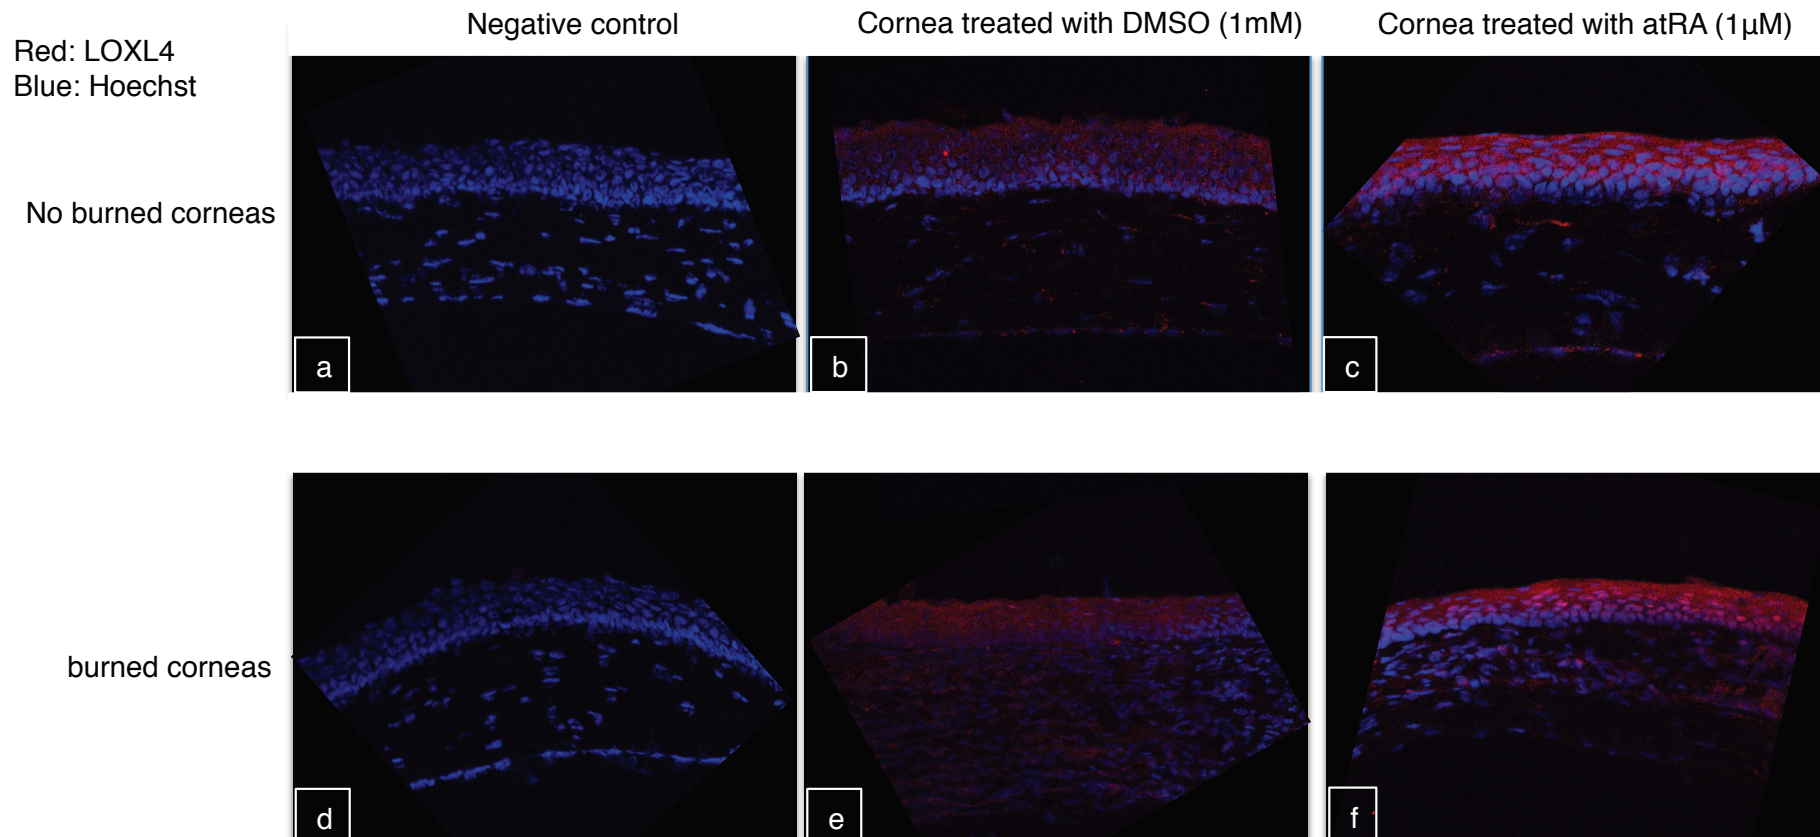 Negative control
Cornea treated with DMSO (1mM)
Cornea treated with atRA (1µM)
Red: LOXL4
Blue: Hoechst
No burned corneas
a
b
c
burned corneas
d
e
f